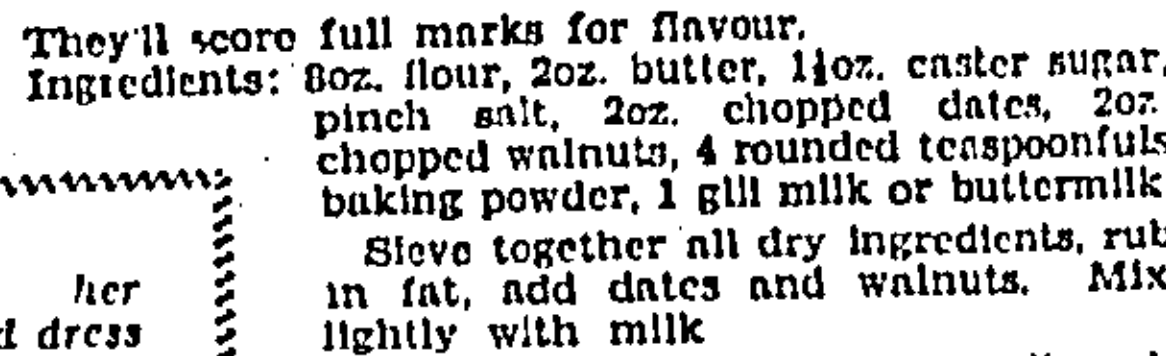 They'll score full marks for flavour.
Ingredients: 8oz. flour, 2oz. butter, 1½oz. caster sugar,
pinch salt, 2oz. chopped dates, 2oz.
chopped walnuts, 4 rounded teaspoonfuls
baking powder, 1 gill milk or buttermilk
Sieve together all dry ingredients, rub
in fat, add dates and walnuts. Mix
lightly with milk
her
dress